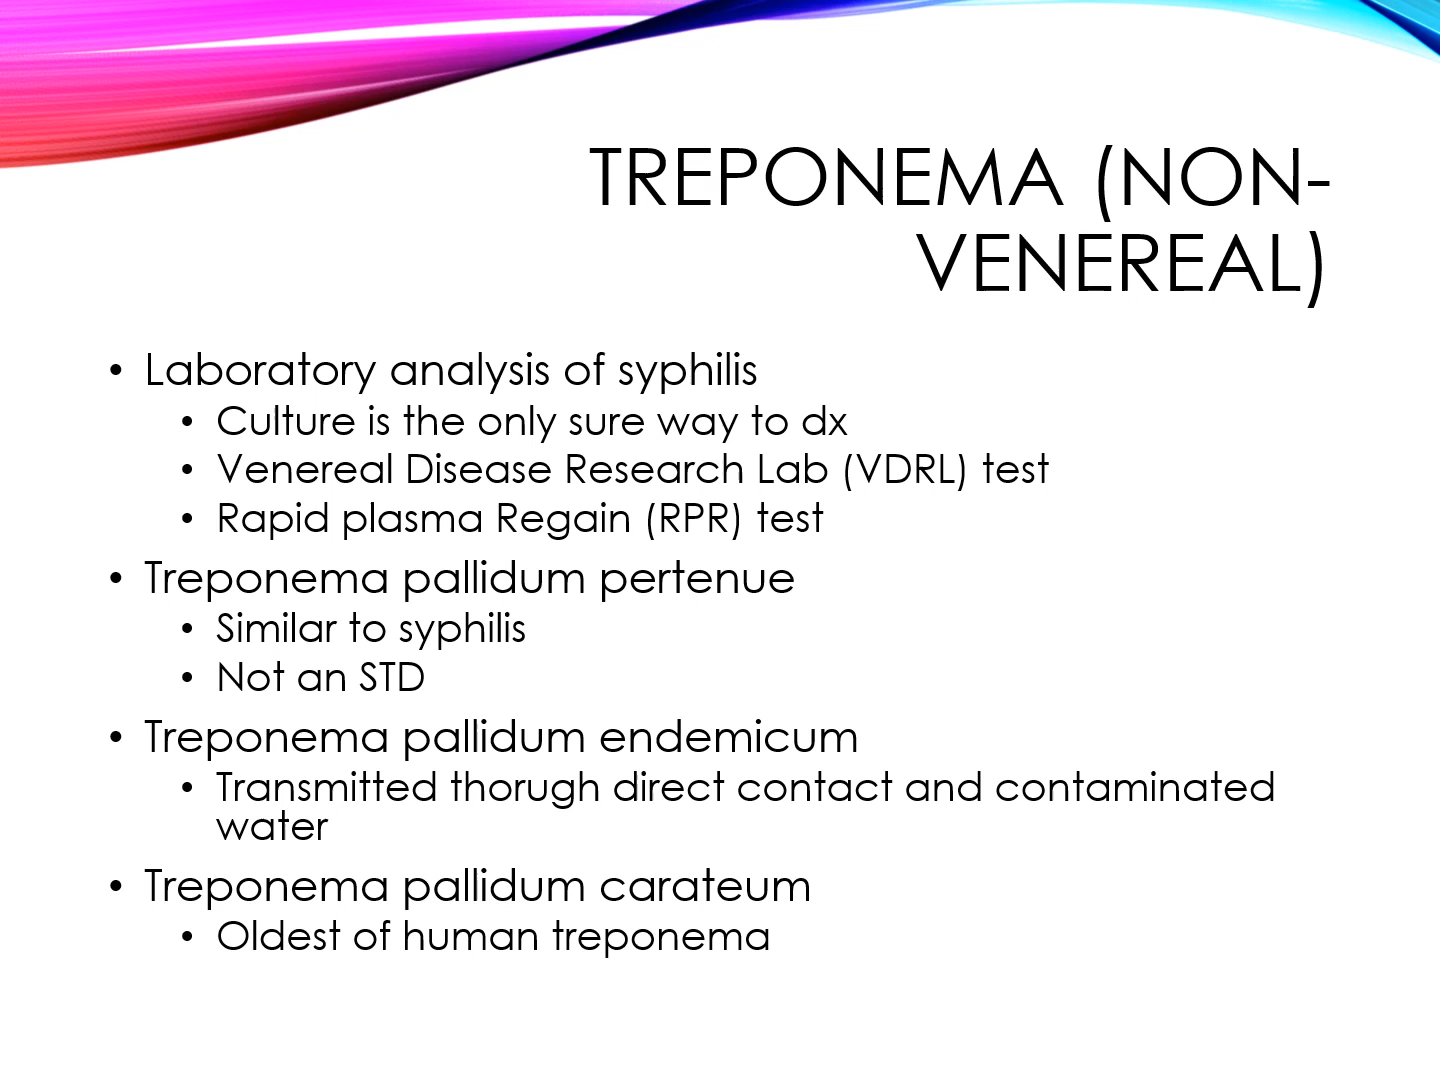 TREPONEMA (NON-
VENEREAL)
• Laboratory analysis of syphilis
• Culture is the only sure way to dx
• Venereal Disease Research Lab (VDRL) test
• Rapid plasma Regain (RPR) test
• Treponema pallidum pertenue
• Similar to syphilis
• Not an STD
• Treponema pallidum endemicum
• Transmitted thorugh direct contact and contaminated
water
• Treponema pallidum carateum
• Oldest of human treponema